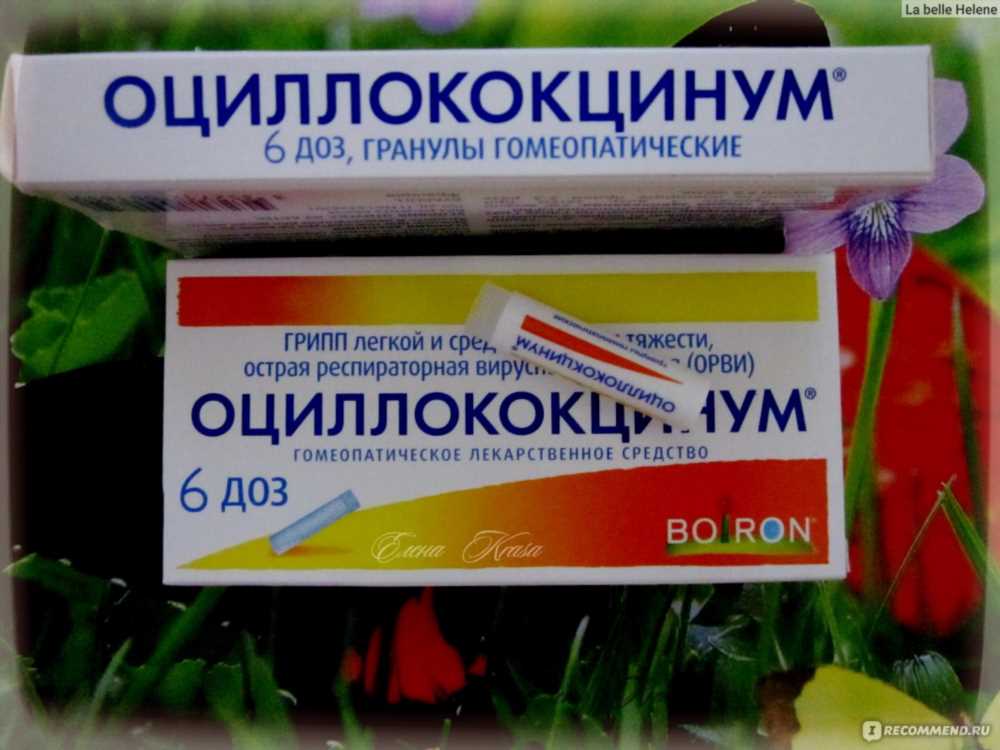 La belle Helene
ОЦИЛЛОКОКЦИНУМ®
6 ДОЗ, ГРАНУЛЫ ГОМЕОПАТИЧЕСКИЕ
ГРИПП легкой и тяжести,
острая респираторная (ОРВИ)
ОЦИЛЛОКОКЦИНУМ®
ОЦИЛЛОКОКЦИНУМ®
ГОМЕОПАТИЧЕСКОЕ ЛЕКАРСТВЕННОЕ СРЕДСТВО
6 ДОЗ
BOIRON
Елена Krasa
IRECOMMEND.RU